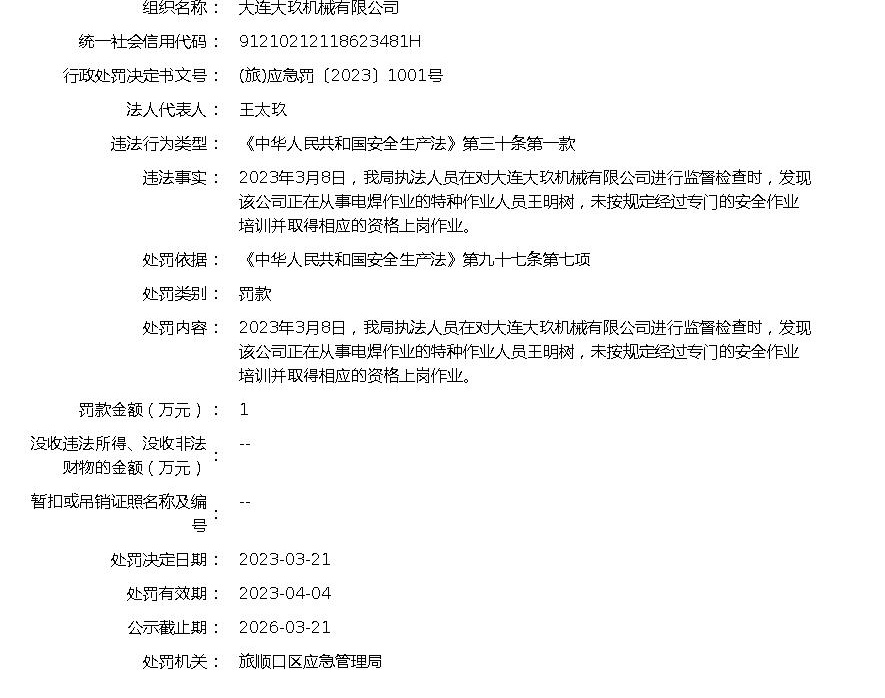 组织名称： 大连大玖机械有限公司
统一社会信用代码： 91210212118623481H
行政处罚决定书文号： (旅)应急罚〔2023〕1001号
法人代表人： 王太玖
违法行为类型： 《中华人民共和国安全生产法》第三十条第一款
违法事实： 2023年3月8日，我局执法人员在对大连大玖机械有限公司进行监督检查时，发现
该公司正在从事电焊作业的特种作业人员王明树，未按规定经过专门的安全作业
培训并取得相应的资格上岗作业。
处罚依据： 《中华人民共和国安全生产法》第九十七条第七项
处罚类别： 罚款
处罚内容： 2023年3月8日，我局执法人员在对大连大玖机械有限公司进行监督检查时，发现
该公司正在从事电焊作业的特种作业人员王明树，未按规定经过专门的安全作业
培训并取得相应的资格上岗作业。
罚款金额（万元）： 1
没收违法所得、没收非法
财物的金额（万元）： --
暂扣或吊销证照名称及编
号： --
处罚决定日期： 2023-03-21
处罚有效期： 2023-04-04
公示截止期： 2026-03-21
处罚机关： 旅顺口区应急管理局